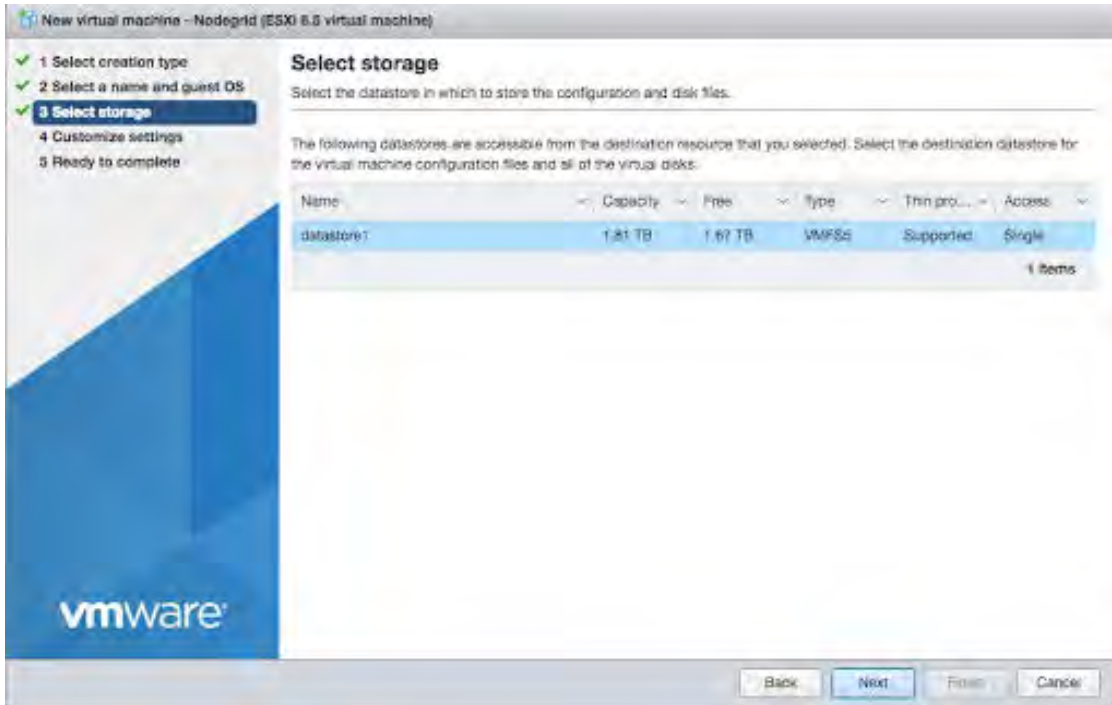 New virtual machine - Nodegrid (ESXi 6.5 virtual machine)
1 Select creation type
2 Select a name and guest OS
3 Select storage
4 Customize settings
5 Ready to complete
Select storage
Select the datastore in which to store the configuration and disk files.
The following datastores are accessible from the destination resource that you selected. Select the destination datastore for
the virtual machine configuration files and all of the virtual disks.
Name Capacity Free Type Thin pro... Access
datastore1 1.81 TB 1.67 TB VMFS5 Supported Single
1 items
vmware
Back Next Finish Cancel